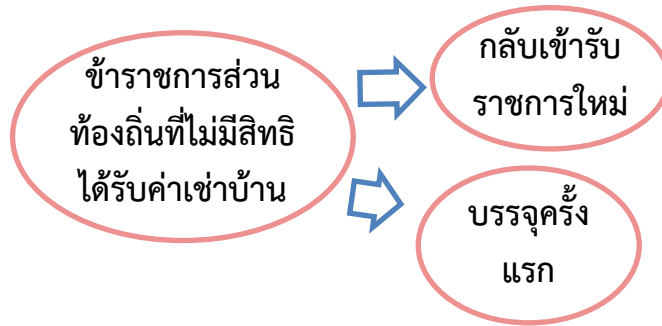 ข้าราชการส่วน
ท้องถิ่นที่ไม่มีสิทธิ
ได้รับค่าเช่าบ้าน
กลับเข้ารับ
ราชการใหม่
บรรจุครั้ง
แรก